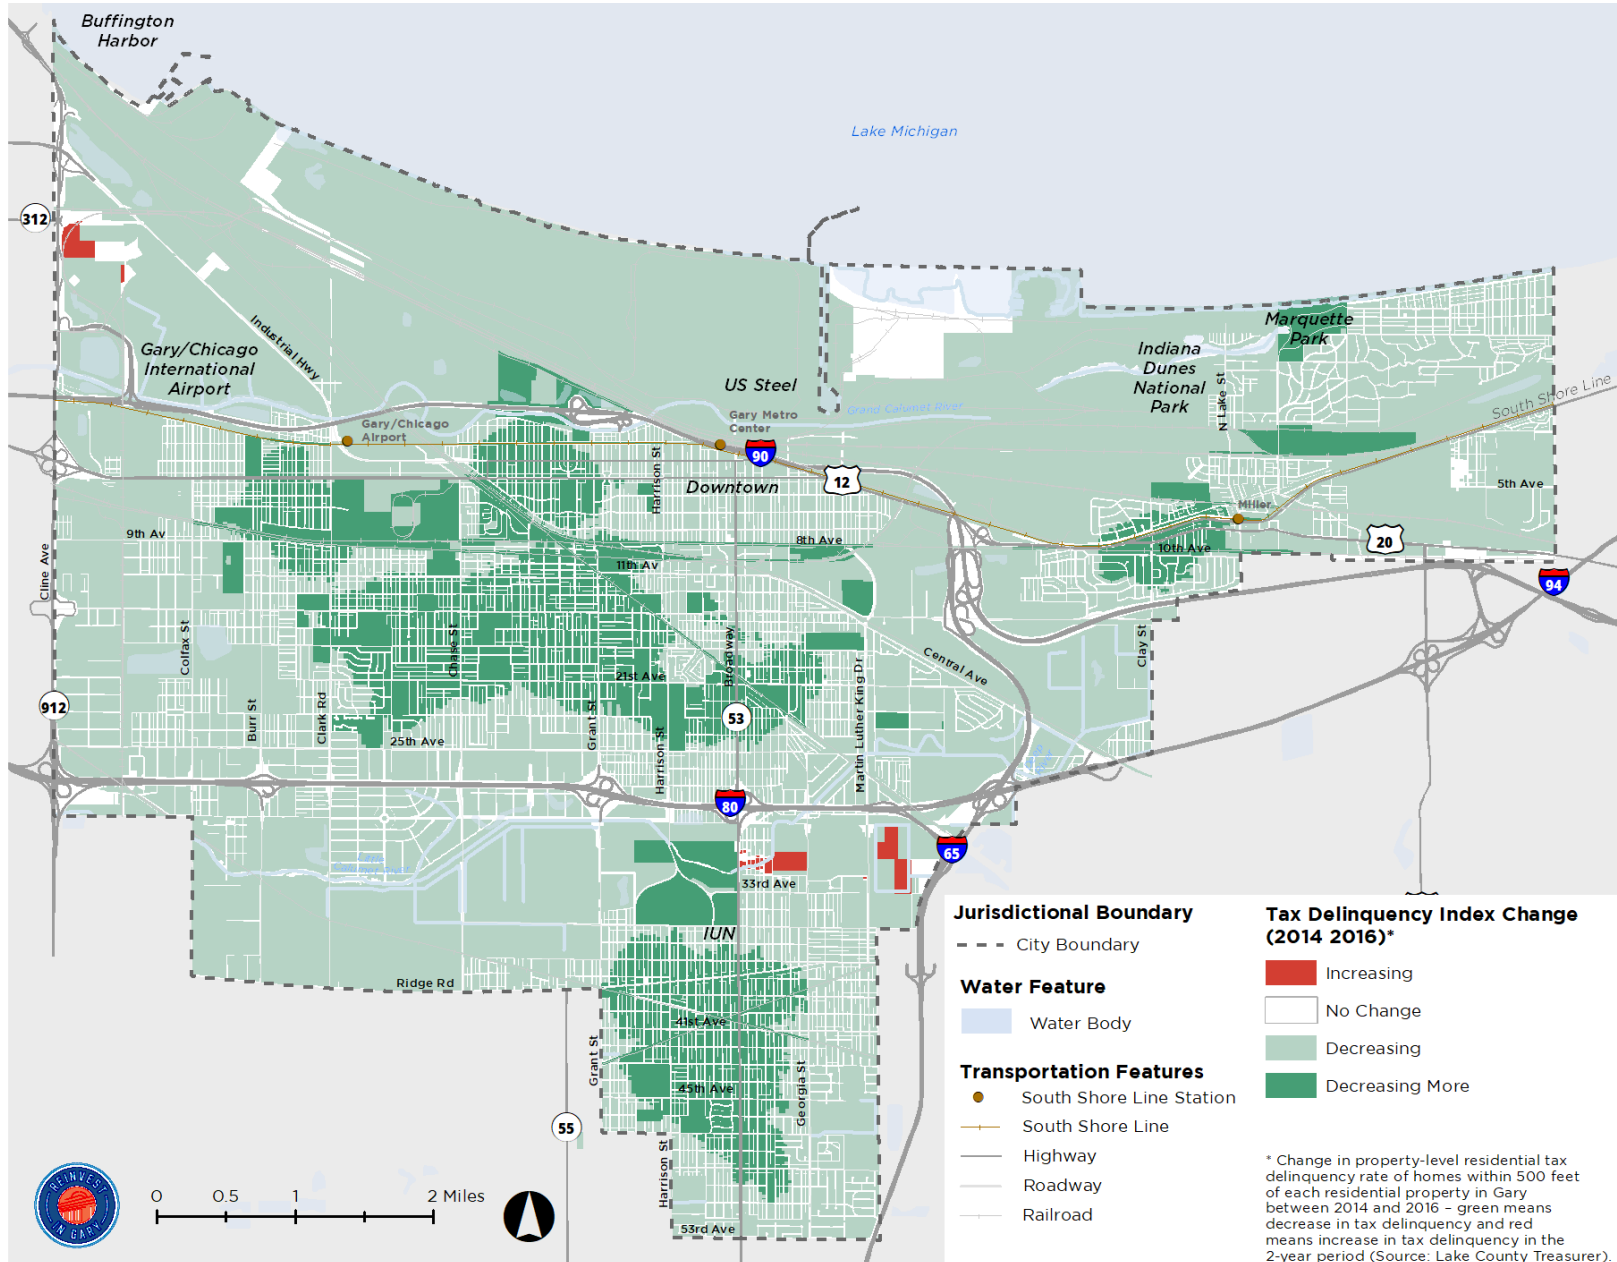 Buffington
Harbor
Lake Michigan
312
Industrial Hwy
Gary/Chicago
International
Airport
US Steel
Marquette
Park
Indiana
Dunes
National
Park
N Lake St
South Shore Line
Grand Calumet River
Gary Metro
Center
Gary/Chicago
Airport
Harrison St
90
12
Downtown
5th Ave
Miller
9th Av
8th Ave
10th Ave
20
11th Av
94
Cline Ave
Colfax St
Chase St
Broadway
Clay St
Central Ave
21st Ave
Martin Luther King Dr
912
Burr St
Clark Rd
Grant St
53
25th Ave
Harrison St
80
65
Little
Calumet River
33rd Ave
IUN
Ridge Rd
41st Ave
Grant St
45th Ave
Georgia St
55
Harrison St
53rd Ave
REINVEST
IN GARY
0 0.5 1 2 Miles
Jurisdictional Boundary
City Boundary
Water Feature
Water Body
Transportation Features
South Shore Line Station
South Shore Line
Highway
Roadway
Railroad
Tax Delinquency Index Change
(2014 2016)*
Increasing
No Change
Decreasing
Decreasing More
* Change in property-level residential tax
delinquency rate of homes within 500 feet
of each residential property in Gary
between 2014 and 2016 – green means
decrease in tax delinquency and red
means increase in tax delinquency in the
2-year period (Source: Lake County Treasurer).